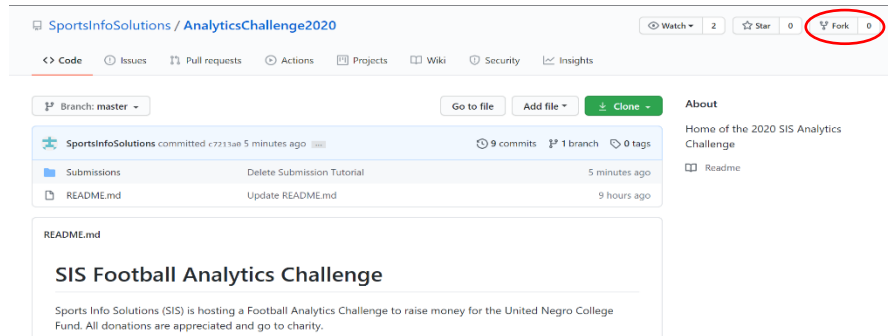 SportsInfoSolutions / AnalyticsChallenge2020
Watch 2 Star 0 Fork 0
Code Issues Pull requests Actions Projects Wiki Security Insights
Branch: master Go to file Add file Clone
About
Home of the 2020 SIS Analytics
Challenge
Readme
SportsInfoSolutions committed c7213a0 5 minutes ago 9 commits 1 branch 0 tags
Submissions Delete Submission Tutorial 5 minutes ago
README.md Update README.md 9 hours ago
README.md
SIS Football Analytics Challenge
Sports Info Solutions (SIS) is hosting a Football Analytics Challenge to raise money for the United Negro College
Fund. All donations are appreciated and go to charity.